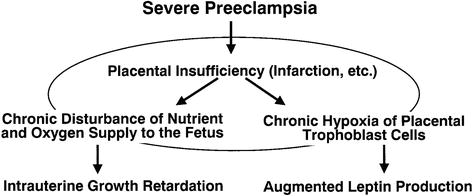 Severe Preeclampsia
Placental Insufficiency (Infarction, etc.)
Chronic Disturbance of Nutrient
and Oxygen Supply to the Fetus
Chronic Hypoxia of Placental
Trophoblast Cells
Intrauterine Growth Retardation
Augmented Leptin Production